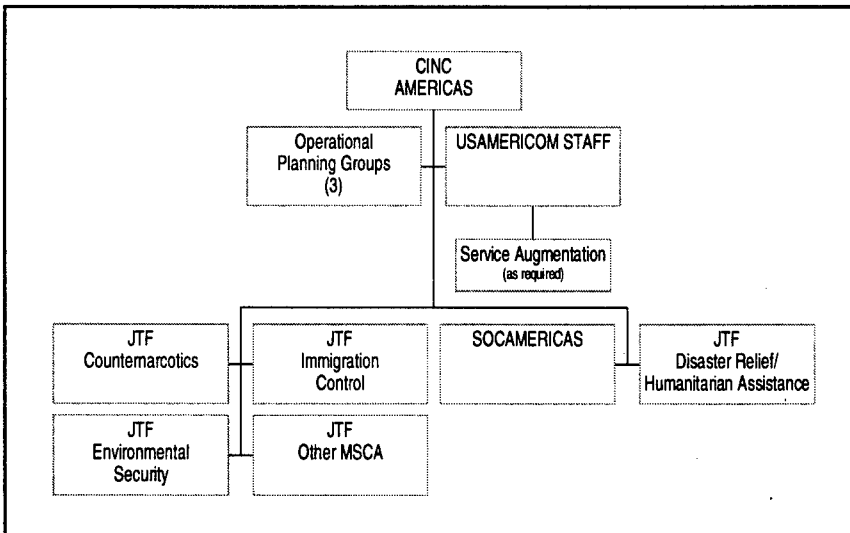 CINC
AMERICAS
Operational
Planning Groups
(3)
USAMERICOM STAFF
Service Augmentation
(as required)
JTF
Counternarcotics
JTF
Immigration
Control
SOCAMERICAS
JTF
Disaster Relief/
Humanitarian Assistance
JTF
Environmental
Security
JTF
Other MSCA